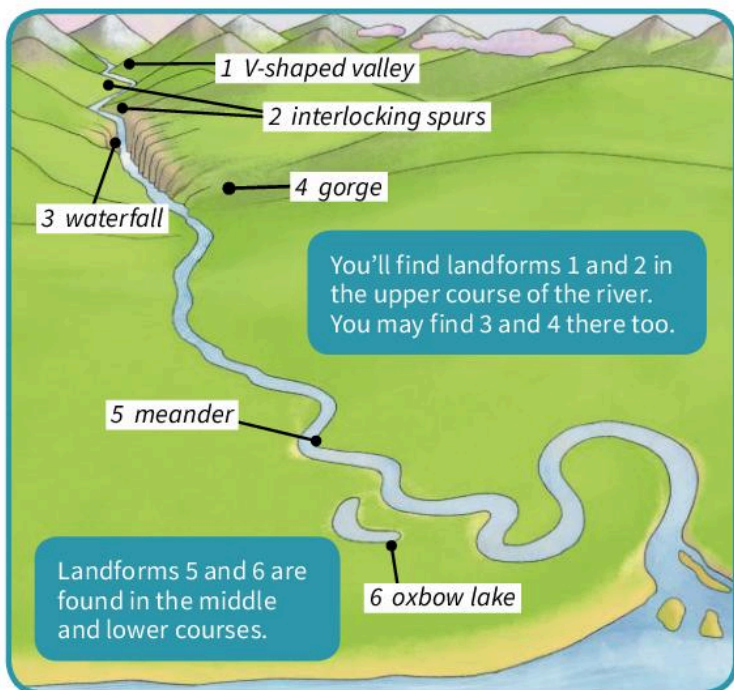 1 V-shaped valley
2 interlocking spurs
4 gorge
3 waterfall
You’ll find landforms 1 and 2 in
the upper course of the river.
You may find 3 and 4 there too.
5 meander
Landforms 5 and 6 are
found in the middle
and lower courses.
6 oxbow lake